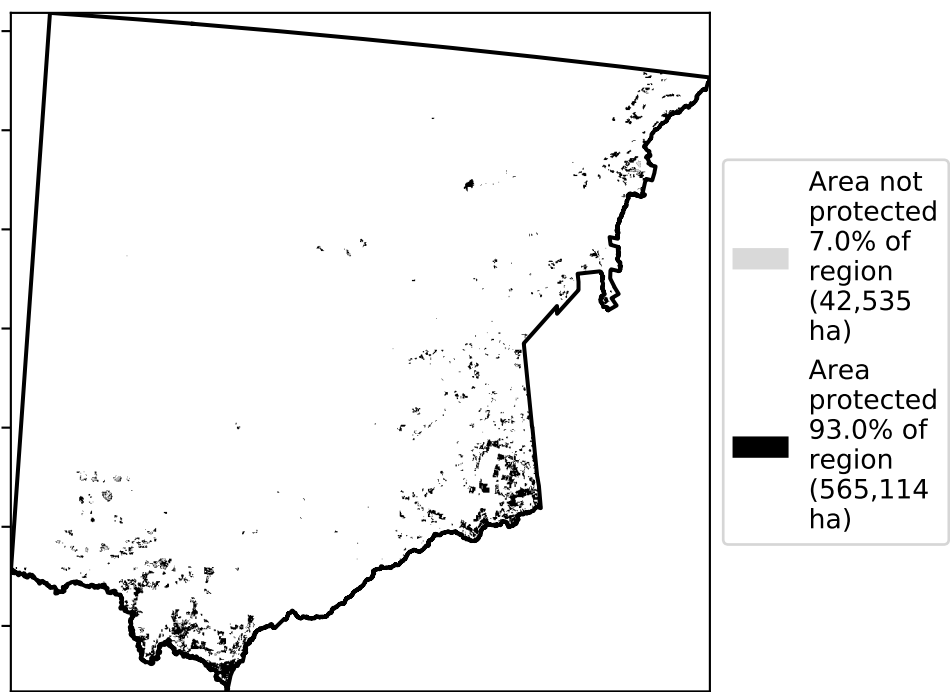 Area not
protected
7.0% of
region
(42,535
ha)
Area
protected
93.0% of
region
(565,114
ha)